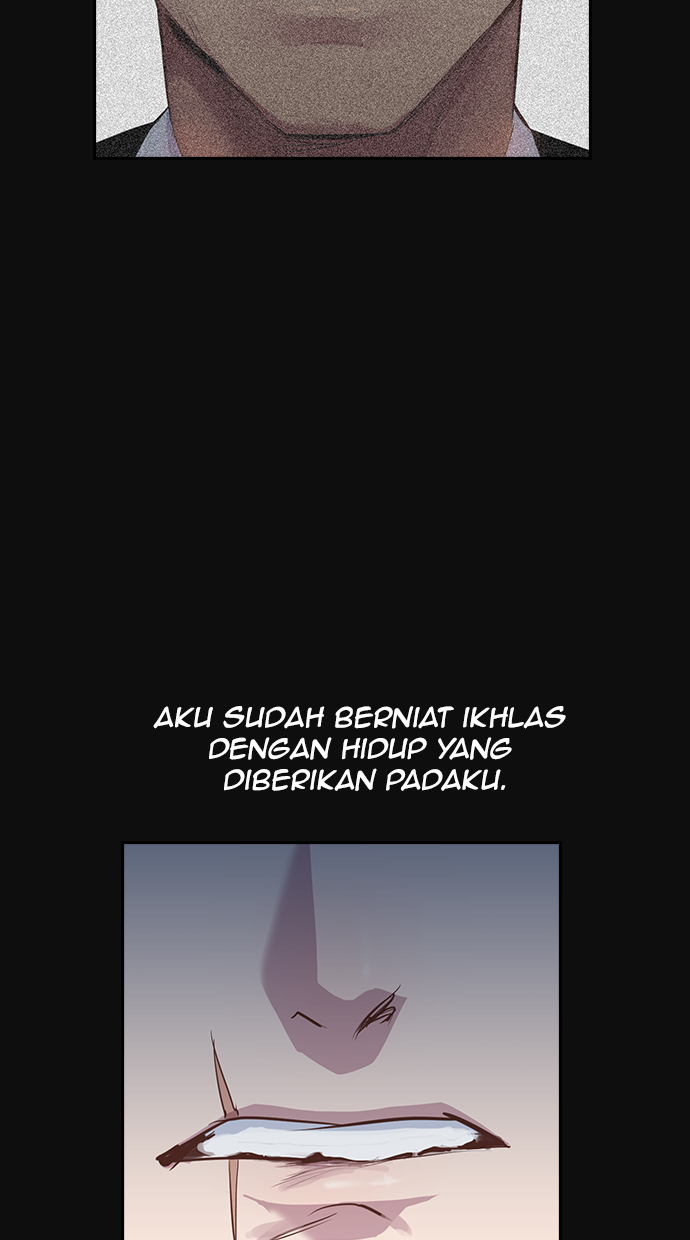 AKU SUDAH BERNIAT IKHLAS
DENGAN HIDUP YANG
DIBERIKAN PADAKU.